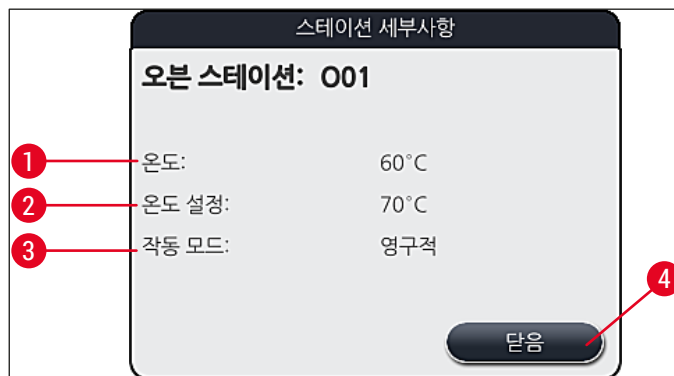 스테이션 세부사항
오븐 스테이션: O01
1 온도: 60°C
2 온도 설정: 70°C
3 작동 모드: 영구적
4
닫음